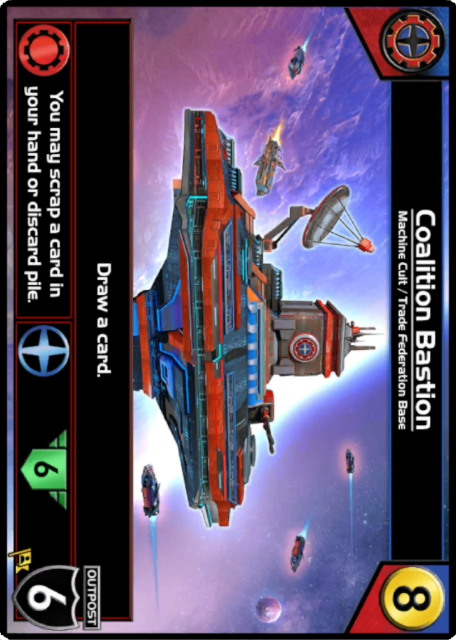 Coalition Bastion
Machine Cult / Trade Federation Base
8
Draw a card.
You may scrap a card in
your hand or discard pile.
6
OUTPOST
6